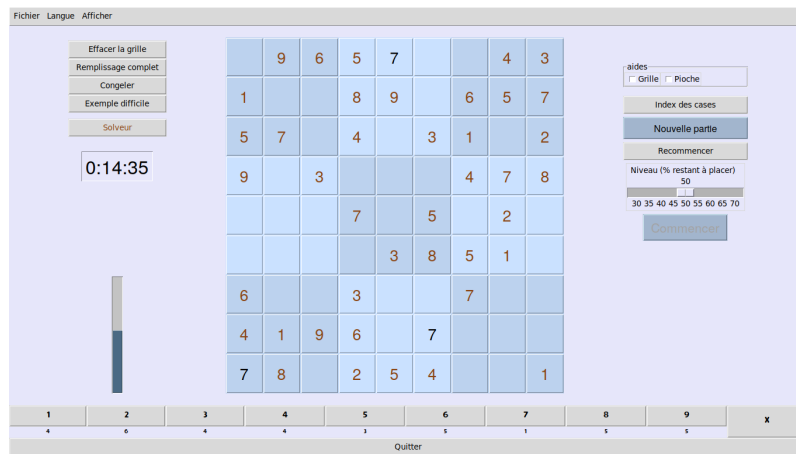 Fichier Langue Afficher
Effacer la grille
Remplissage complet
Congeler
Exemple difficile
Solveur
0:14:35
9 6 5 7 4 3
1 8 9 6 5 7
5 7 4 3 1 2
9 3 4 7 8
7 5 2
3 8 5 1
6 3 7
4 1 9 6 7
7 8 2 5 4 1
aides
Grille Pioche
Index des cases
Nouvelle partie
Recommencer
Niveau (% restant à placer)
50
30 35 40 45 50 55 60 65 70
Commencer
1 2 3 4 5 6 7 8 9 x
4 6 4 4 3 5 1 5 5
Quitter